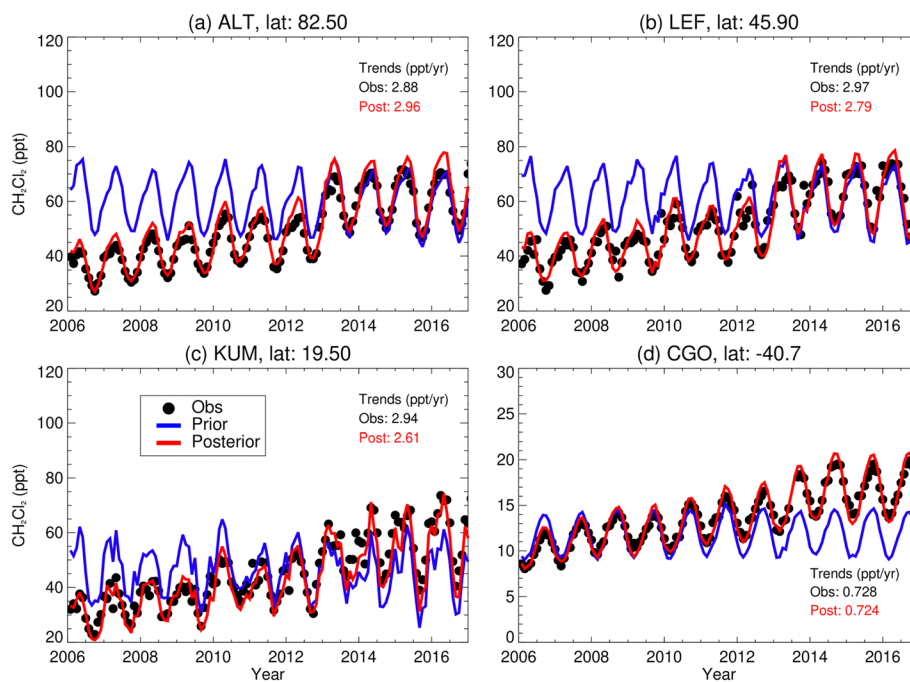 (a) ALT, lat: 82.50
(b) LEF, lat: 45.90
120
100
80
60
40
20
CH₂Cl₂ (ppt)
Trends (ppt/yr)
Obs: 2.88
Post: 2.96
2006 2008 2010 2012 2014 2016
120
100
80
60
40
20
Trends (ppt/yr)
Obs: 2.97
Post: 2.79
2006 2008 2010 2012 2014 2016
(c) KUM, lat: 19.50
(d) CGO, lat: -40.7
120
100
80
60
40
20
CH₂Cl₂ (ppt)
Obs
Prior
Posterior
Trends (ppt/yr)
Obs: 2.94
Post: 2.61
2006 2008 2010 2012 2014 2016
Year
30
25
20
15
10
5
0
Trends (ppt/yr)
Obs: 0.728
Post: 0.724
2006 2008 2010 2012 2014 2016
Year